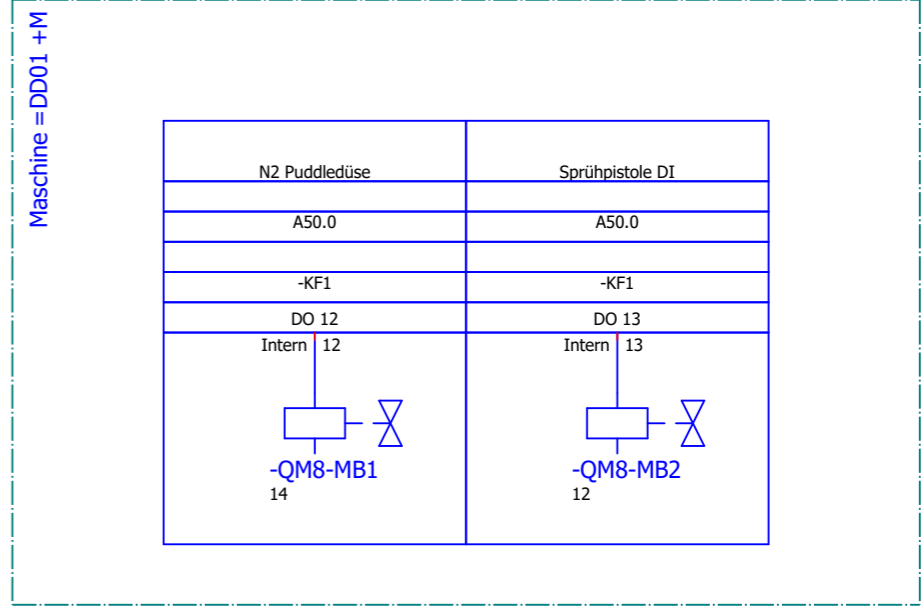 Maschine =DD01 +M
N2 Puddledüse Sprühpistole DI
A50.0 A50.0
-KF1 -KF1
DO 12 DO 13
Intern 12 Intern 13
-QM8-MB1 -QM8-MB2
14 12